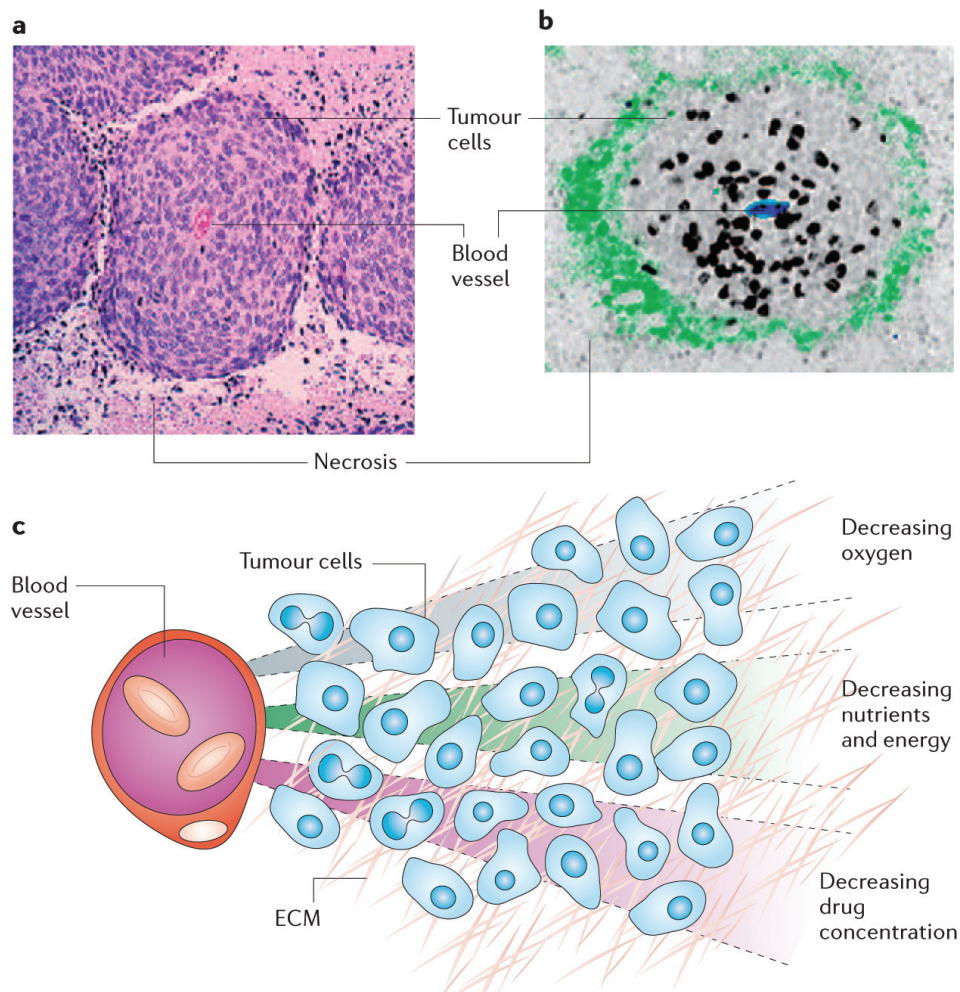 a
b
Tumour
cells
Blood
vessel
Necrosis
c
Blood
vessel
Tumour cells
Decreasing
oxygen
Decreasing
nutrients
and energy
ECM
Decreasing
drug
concentration